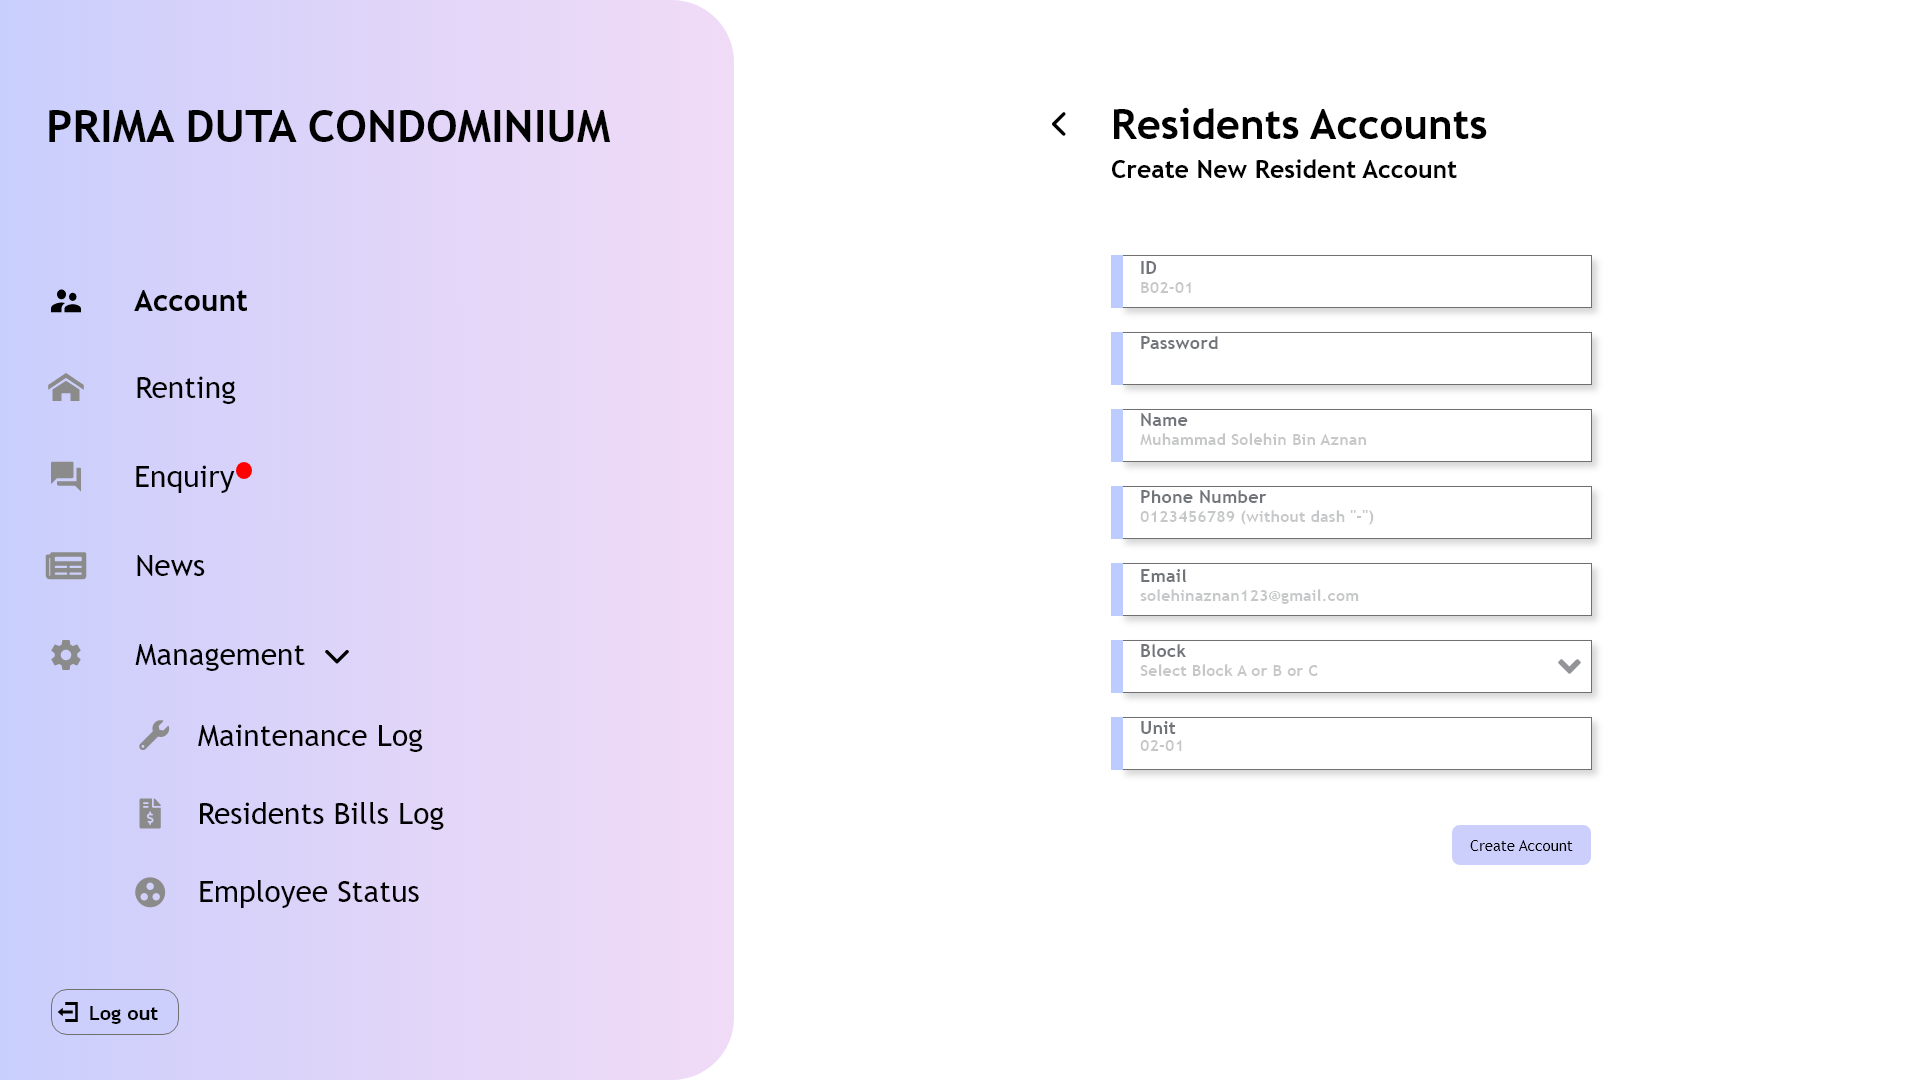 PRIMA DUTA CONDOMINIUM
Account
Renting
Enquiry
News
Management
Maintenance Log
Residents Bills Log
Employee Status
Log out
Residents Accounts
Create New Resident Account
ID
B02-01
Password
Name
Muhammad Solehin Bin Aznan
Phone Number
0123456789 (without dash "-")
Email
solehinaznan123@gmail.com
Block
Select Block A or B or C
Unit
02-01
Create Account